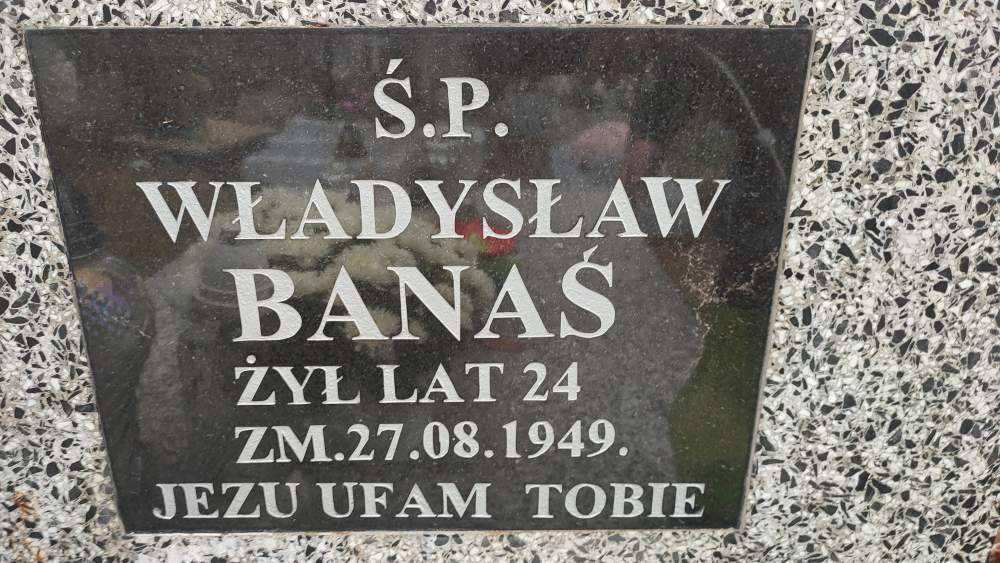 Ś.P.
WŁADYSŁAW
BANAŚ
ŻYŁ LAT 24
ZM.27.08.1949.
JEZU UFAM TOBIE